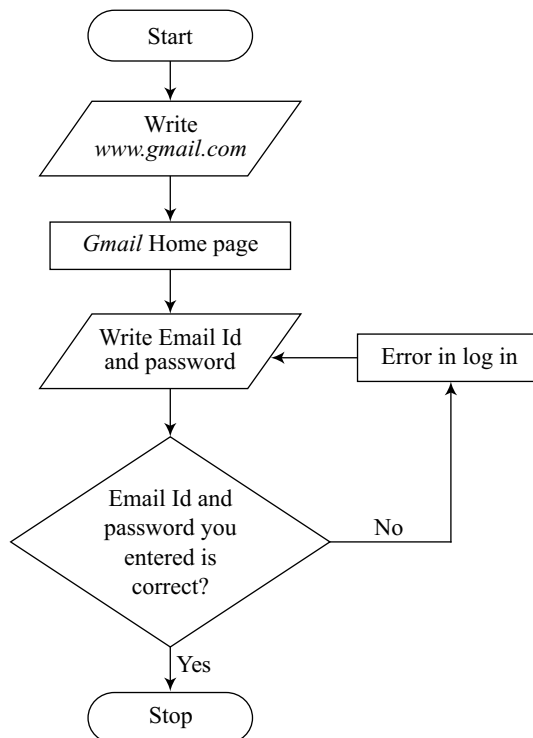 Start
Write
www.gmail.com
Gmail Home page
Write Email Id
and password
Error in log in
Email Id and
password you
entered is
correct?
No
Yes
Stop